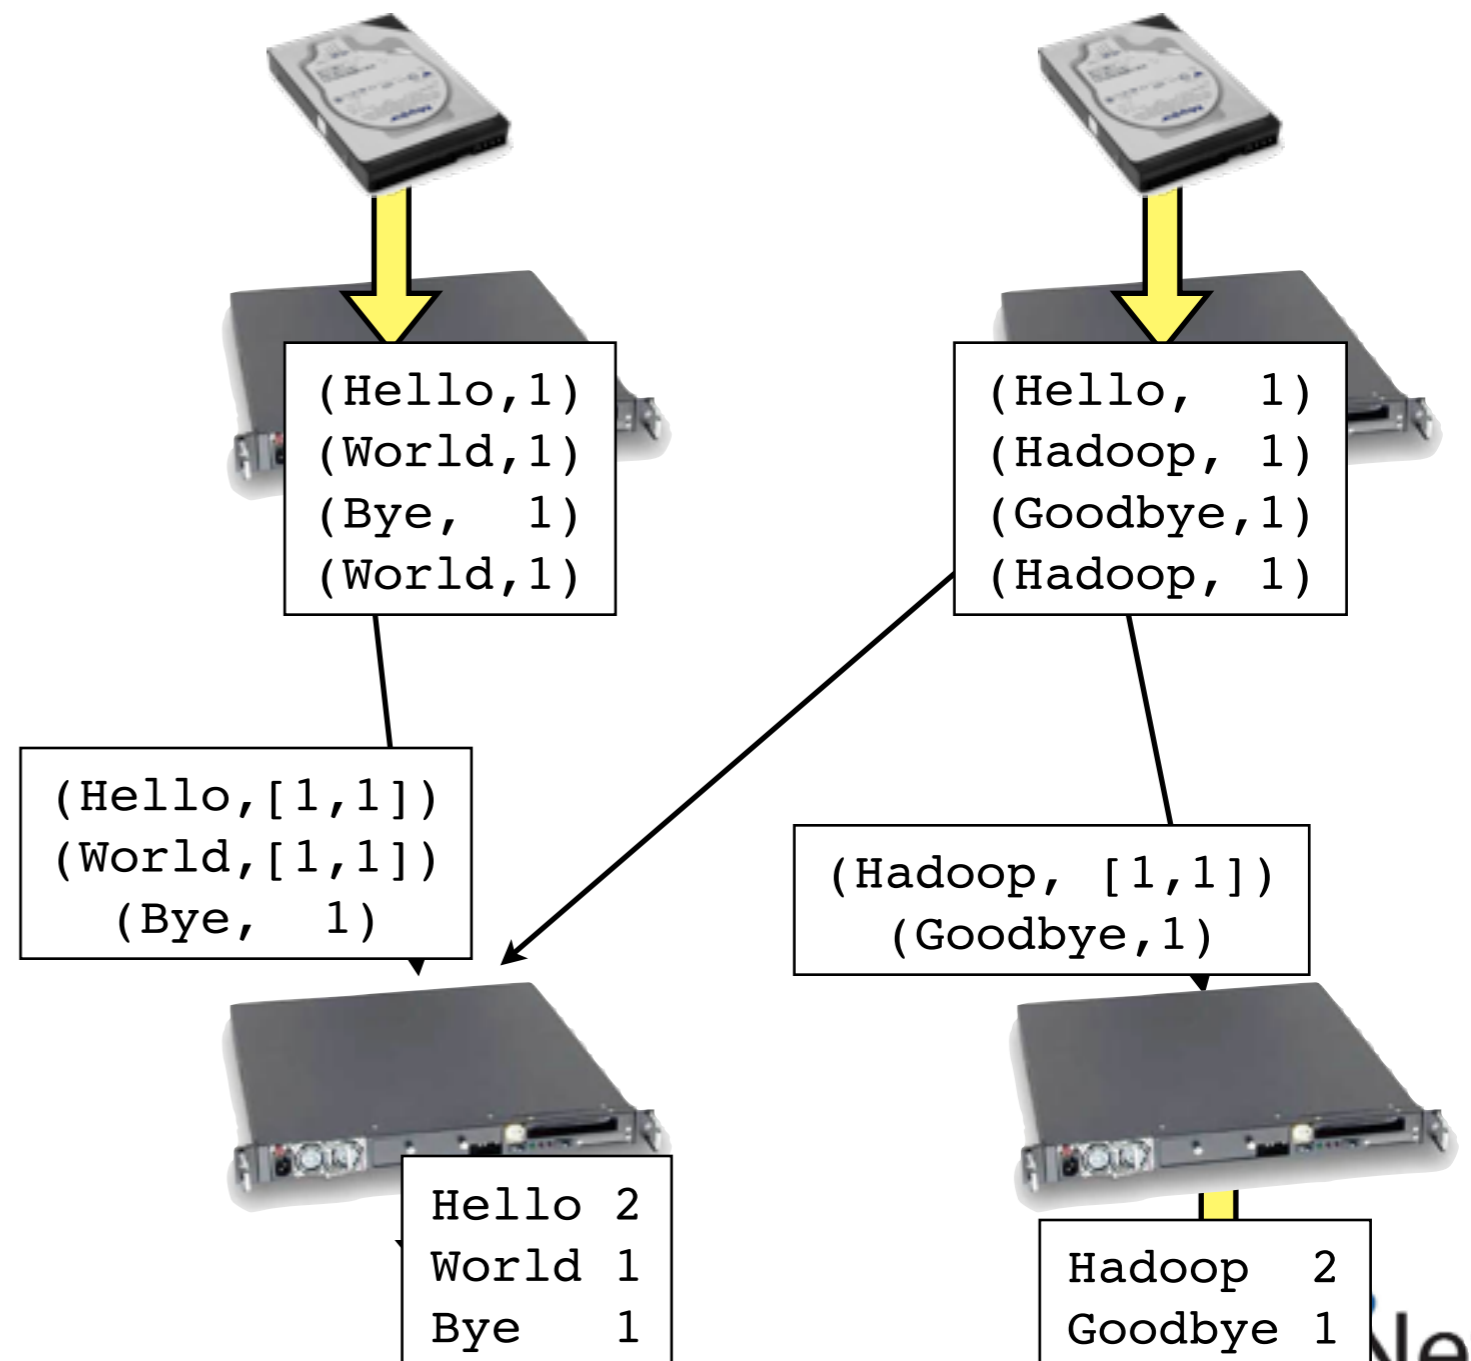 (Hello,1)
(World,1)
(Bye,  1)
(World,1)
(Hello,  1)
(Hadoop, 1)
(Goodbye,1)
(Hadoop, 1)
(Hello,[1,1])
(World,[1,1])
(Bye,  1)
(Hadoop, [1,1])
(Goodbye,1)
Hello 2
World 1
Bye   1
Hadoop  2
Goodbye 1